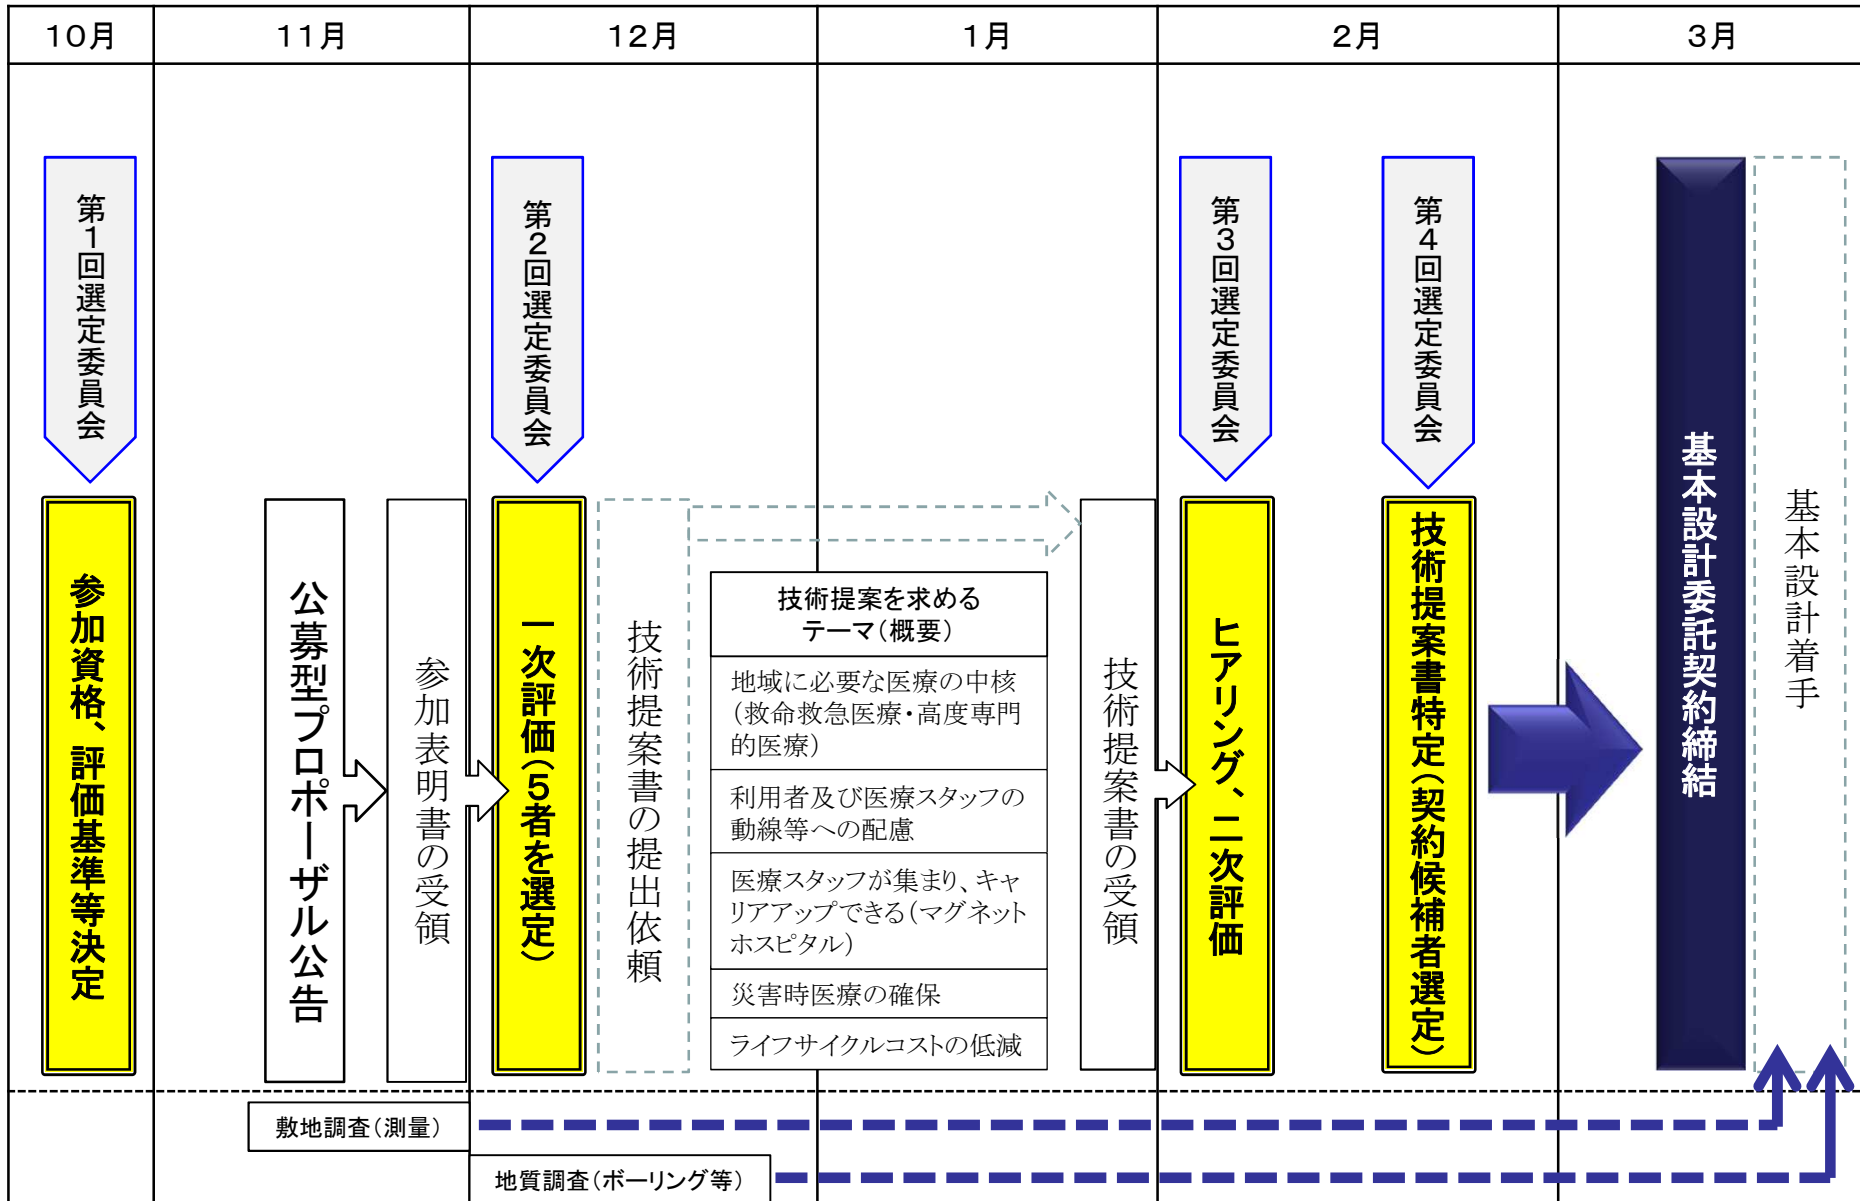 10月
11月
12月
1月
2月
3月
第1回選定委員会
第2回選定委員会
第3回選定委員会
第4回選定委員会
参加資格、評価基準等決定
公募型プロポーザル公告
参加表明書の受領
一次評価(5者を選定)
技術提案書の提出依頼
技術提案を求める
テーマ(概要)
地域に必要な医療の中核
(救命救急医療・高度専門
的医療)
利用者及び医療スタッフの
動線等への配慮
医療スタッフが集まり、キャ
リアアップできる(マグネット
ホスピタル)
災害時医療の確保
ライフサイクルコストの低減
技術提案書の受領
ヒアリング、二次評価
技術提案書特定(契約候補者選定)
基本設計委託契約締結
基本設計着手
敷地調査(測量)
地質調査(ボーリング等)